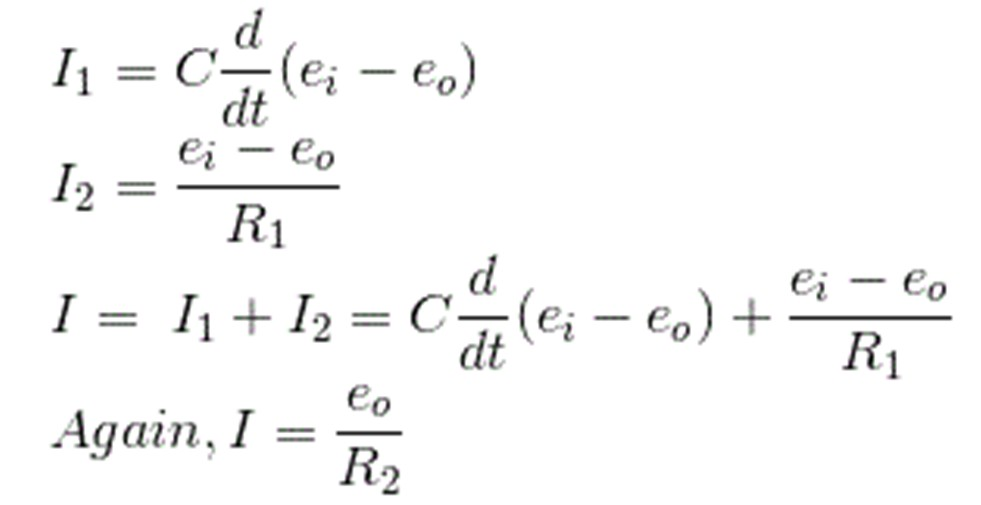 $I_1 = C\frac{d}{dt}(e_i - e_o)$
$I_2 = \frac{e_i - e_o}{R_1}$
$I = \ I_1 + I_2 = C\frac{d}{dt}(e_i - e_o) + \frac{e_i - e_o}{R_1}$
$Again, I = \frac{e_o}{R_2}$